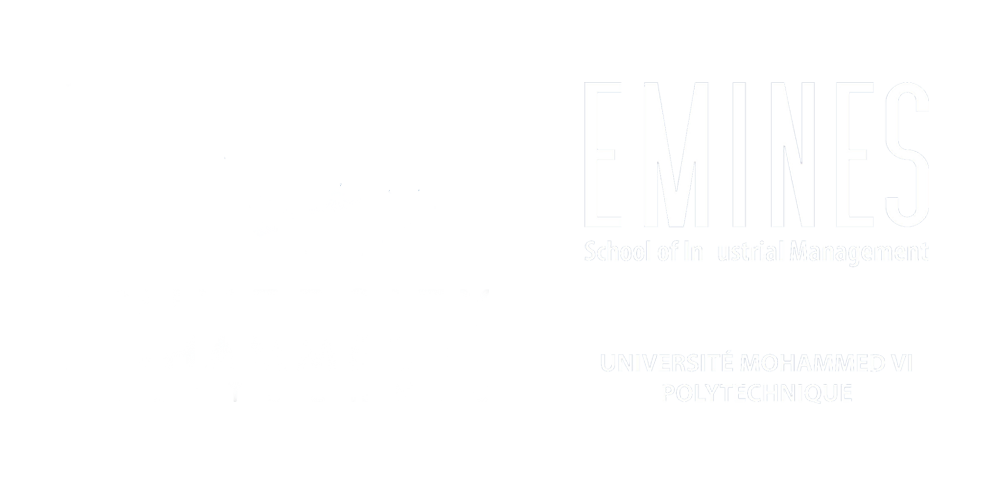 EMINES
School of Industrial Management
UNIVERSITÉ MOHAMMED VI
POLYTECHNIQUE